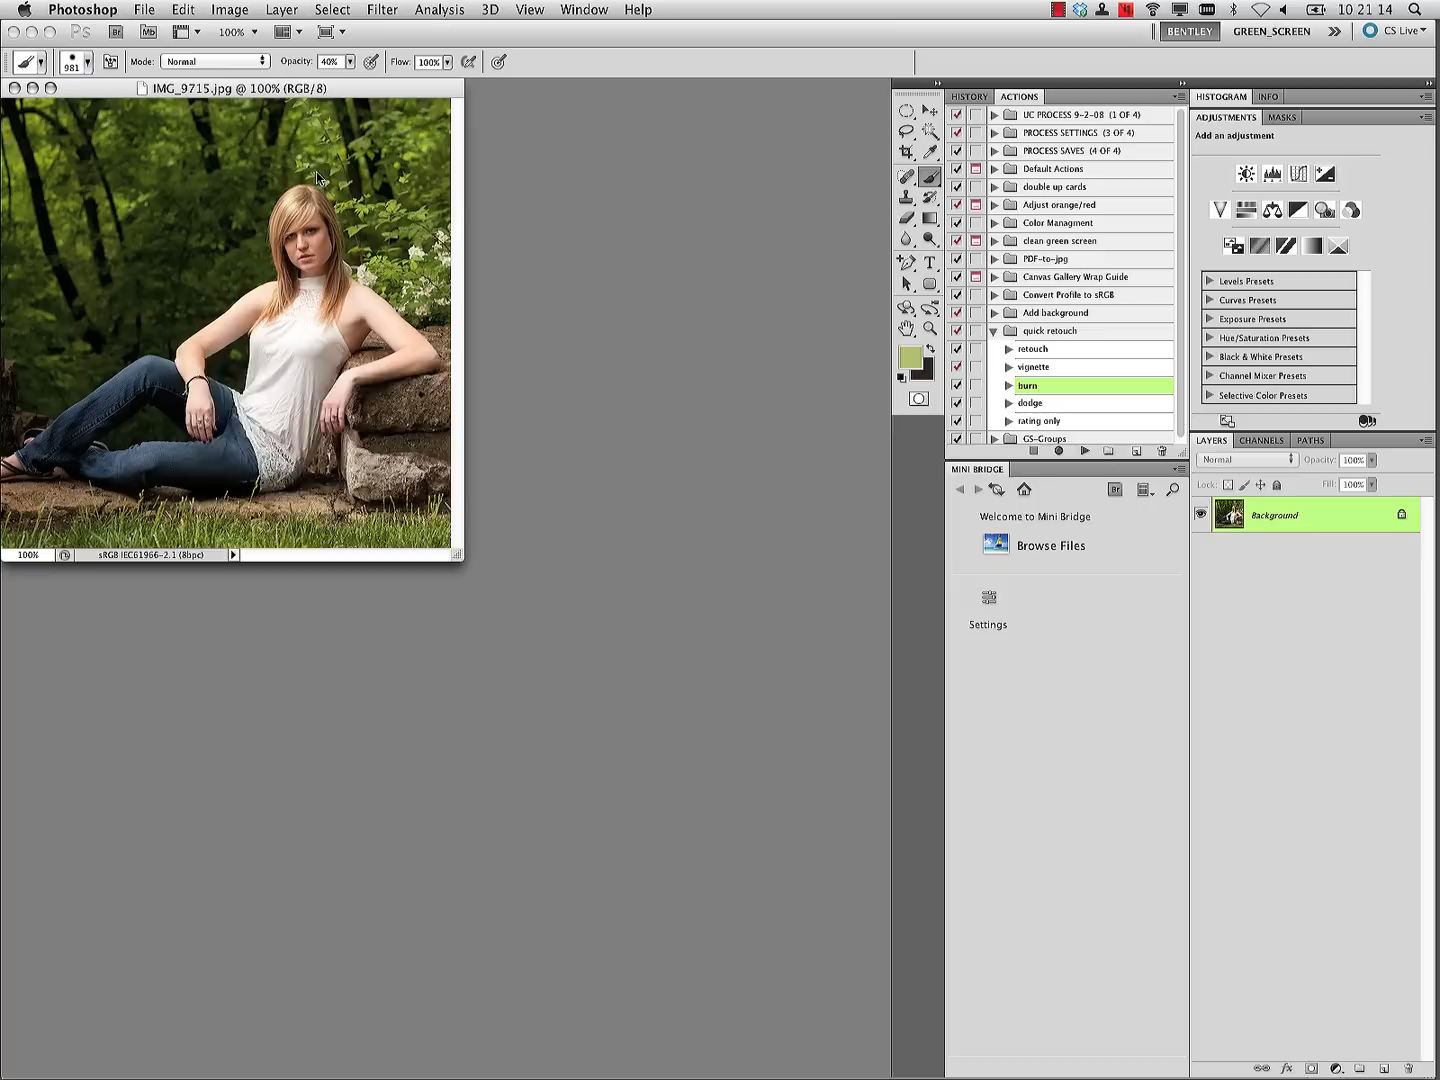 Photoshop File Edit Image Layer Select Filter Analysis 3D View Window Help 10 21 14
Ps Br Mb 100% BENTLEY GREEN_SCREEN CS Live
981 Mode: Normal Opacity: 40% Flow: 100%
IMG_9715.jpg @ 100% (RGB/8)
100% sRGB IEC61966-2.1 (8bpc)
HISTORY ACTIONS
UC PROCESS 9-2-08 (1 OF 4)
PROCESS SETTINGS (3 OF 4)
PROCESS SAVES (4 OF 4)
Default Actions
double up cards
Adjust orange/red
Color Managment
clean green screen
PDF-to-jpg
Canvas Gallery Wrap Guide
Convert Profile to sRGB
Add background
quick retouch
retouch
vignette
burn
dodge
rating only
GS-Groups
MINI BRIDGE
Br
Welcome to Mini Bridge
Browse Files
Settings
HISTOGRAM INFO
ADJUSTMENTS MASKS
Add an adjustment
Levels Presets
Curves Presets
Exposure Presets
Hue/Saturation Presets
Black & White Presets
Channel Mixer Presets
Selective Color Presets
LAYERS CHANNELS PATHS
Normal Opacity: 100%
Lock: Fill: 100%
Background
fx